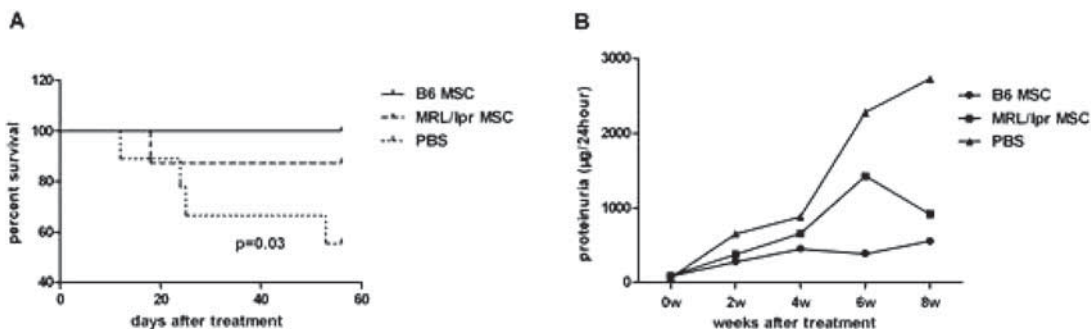 A
percent survival
120
100
80
60
40
0
20
40
60
days after treatment
p=0.03
B6 MSC
MRL/lpr MSC
PBS
B
proteinuria (μg/24hour)
3000
2000
1000
0
0w
2w
4w
6w
8w
weeks after treatment
B6 MSC
MRL/lpr MSC
PBS